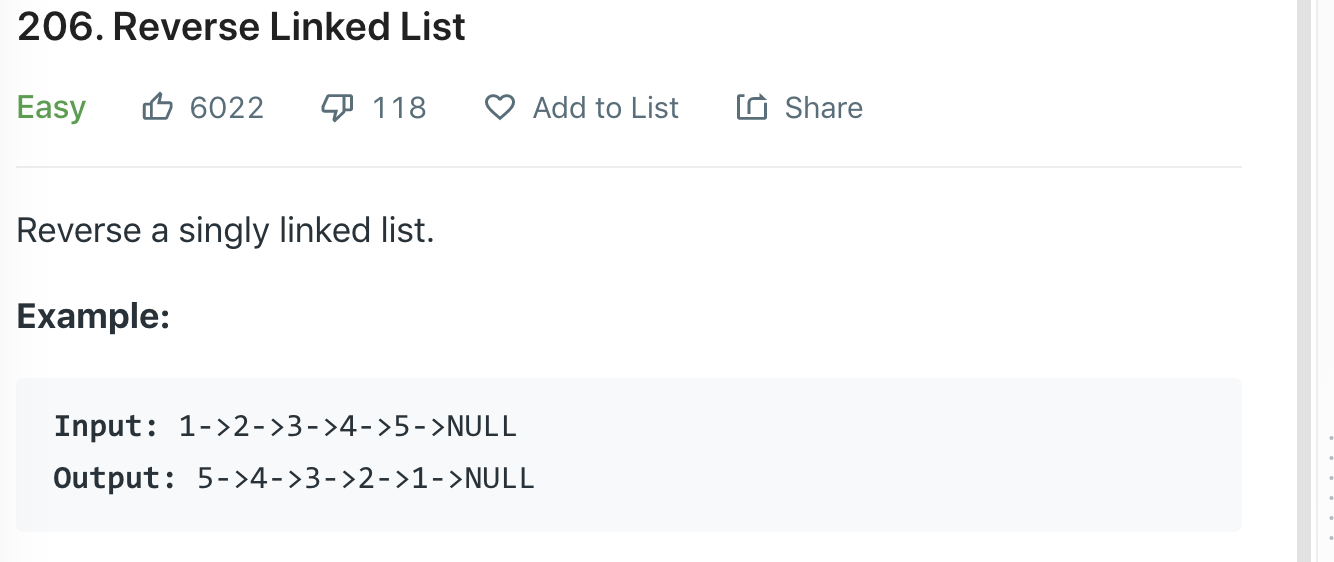 206. Reverse Linked List
Easy 6022 118 Add to List Share
Reverse a singly linked list.
Example:
Input: 1->2->3->4->5->NULL
Output: 5->4->3->2->1->NULL